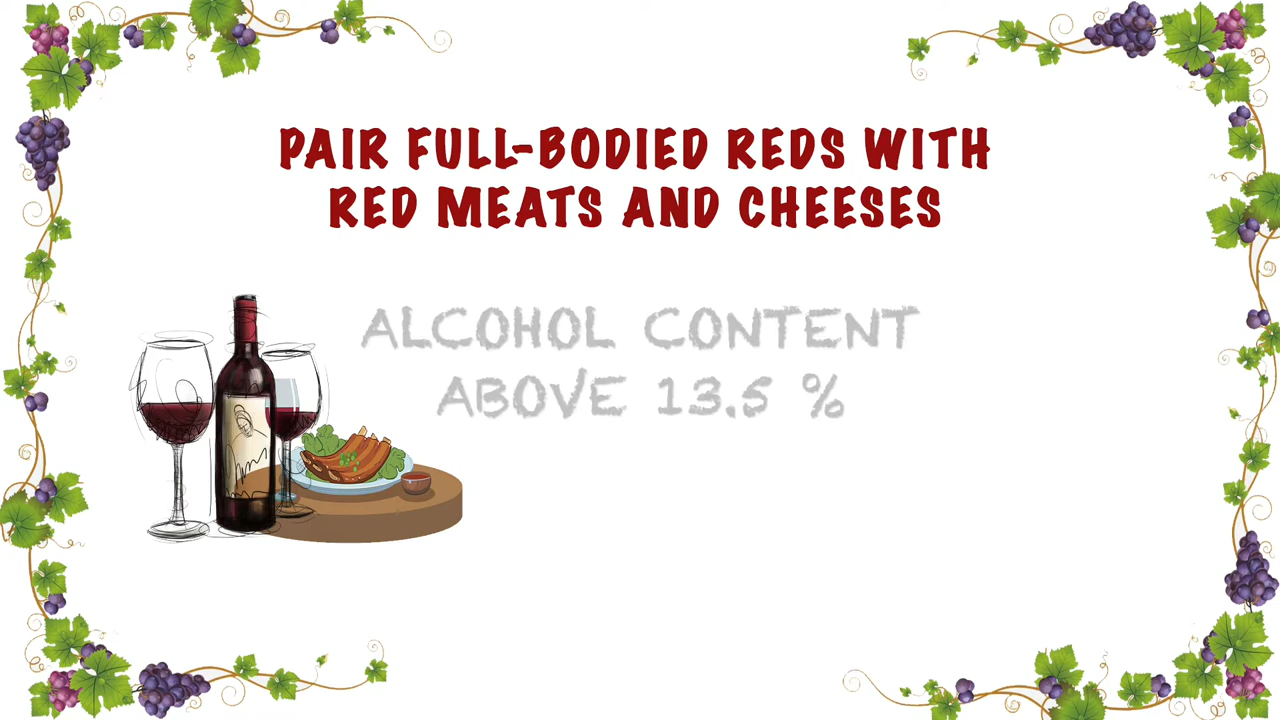 PAIR FULL-BODIED REDS WITH
RED MEATS AND CHEESES
ALCOHOL CONTENT
ABOVE 13.5 %